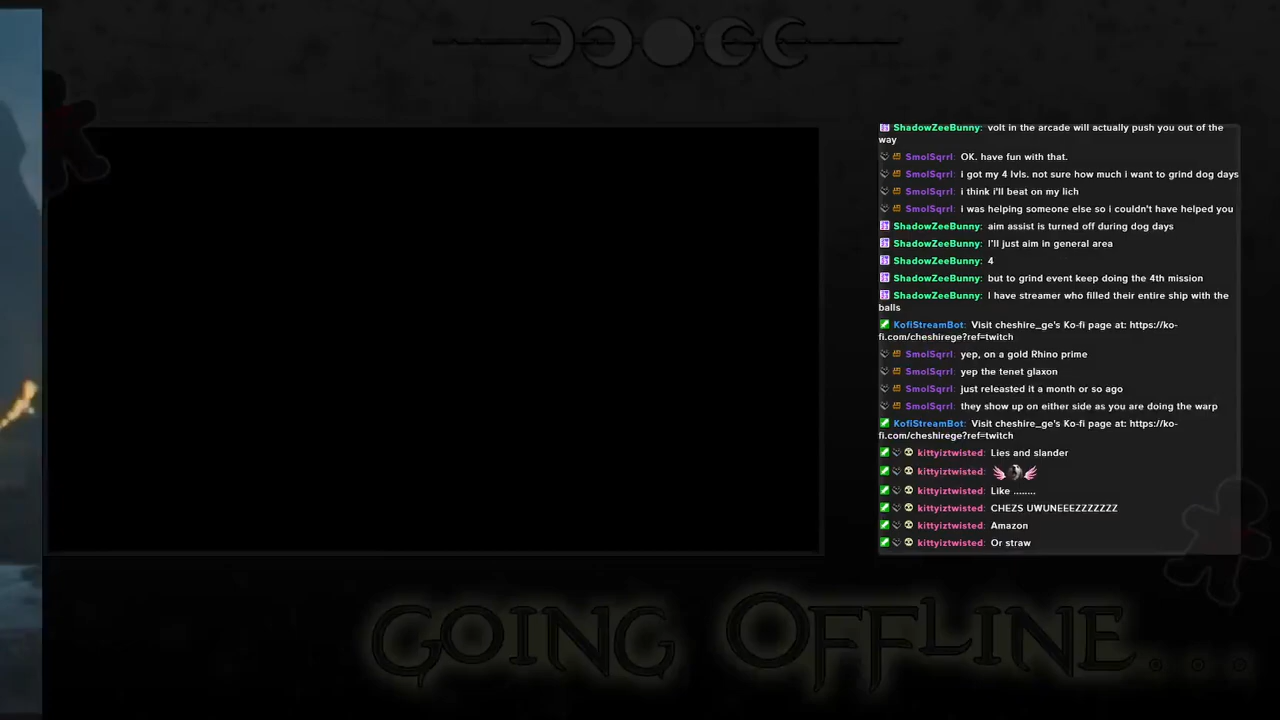 ShadowZeeBunny: volt in the arcade will actually push you out of the
way
SmolSqrrl: OK. have fun with that.
SmolSqrrl: i got my 4 lvls. not sure how much i want to grind dog days
SmolSqrrl: i think i'll beat on my lich
SmolSqrrl: i was helping someone else so i couldn't have helped you
ShadowZeeBunny: aim assist is turned off during dog days
ShadowZeeBunny: I'll just aim in general area
ShadowZeeBunny: 4
ShadowZeeBunny: but to grind event keep doing the 4th mission
ShadowZeeBunny: I have streamer who filled their entire ship with the
balls
KofiStreamBot: Visit cheshire_ge's Ko-fi page at: https://ko-
fi.com/cheshirege?ref=twitch
SmolSqrrl: yep, on a gold Rhino prime
SmolSqrrl: yep the tenet glaxon
SmolSqrrl: just releasted it a month or so ago
SmolSqrrl: they show up on either side as you are doing the warp
KofiStreamBot: Visit cheshire_ge's Ko-fi page at: https://ko-
fi.com/cheshirege?ref=twitch
kittyiztwisted: Lies and slander
kittyiztwisted:
kittyiztwisted: Like ........
kittyiztwisted: CHEZS UWUNEEEZZZZZZZ
kittyiztwisted: Amazon
kittyiztwisted: Or straw
GOING OFFLINE...